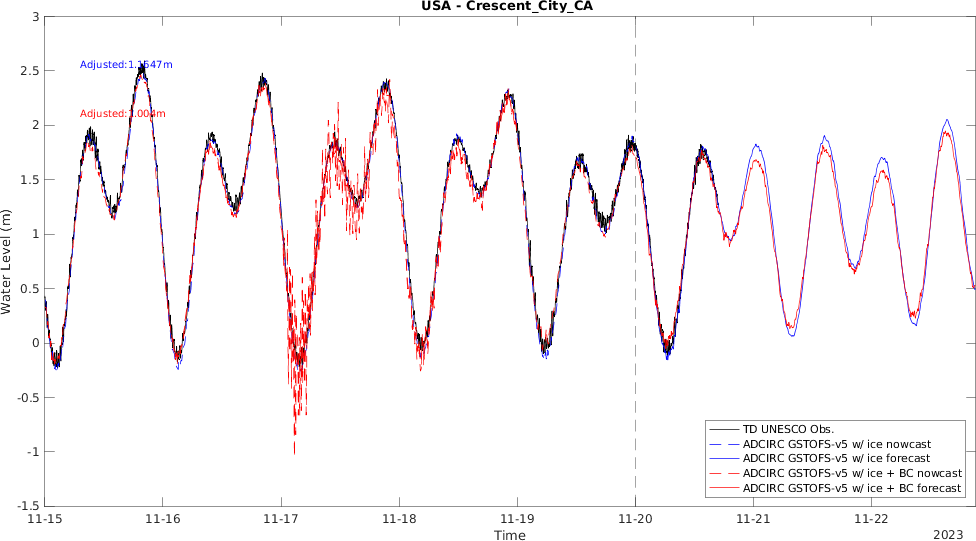 USA - Crescent_City_CA
3
2.5
2
1.5
1
0.5
0
-0.5
-1
-1.5
Water Level (m)
Adjusted:1.1547m
Adjusted:1.004m
TD UNESCO Obs.
ADCIRC GSTOFS-v5 w/ ice nowcast
ADCIRC GSTOFS-v5 w/ ice forecast
ADCIRC GSTOFS-v5 w/ ice + BC nowcast
ADCIRC GSTOFS-v5 w/ ice + BC forecast
11-15 11-16 11-17 11-18 11-19 11-20 11-21 11-22
Time
2023